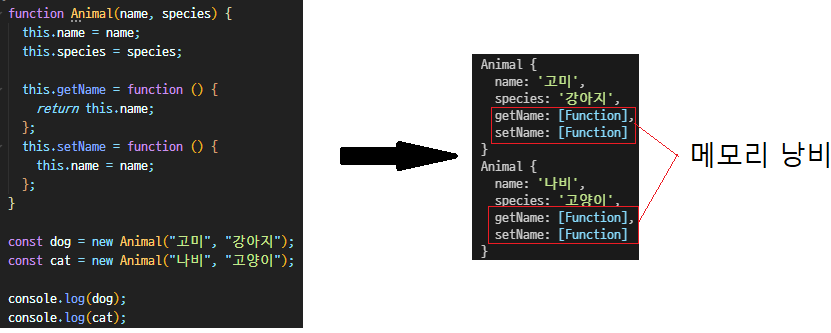 function Animal(name, species) {
  this.name = name;
  this.species = species;

  this.getName = function () {
    return this.name;
  };
  this.setName = function () {
    this.name = name;
  };
}

const dog = new Animal("고미", "강아지");
const cat = new Animal("나비", "고양이");

console.log(dog);
console.log(cat);

Animal {
  name: '고미',
  species: '강아지',
  getName: [Function],
  setName: [Function]
}
Animal {
  name: '나비',
  species: '고양이',
  getName: [Function],
  setName: [Function]
}
메모리 낭비